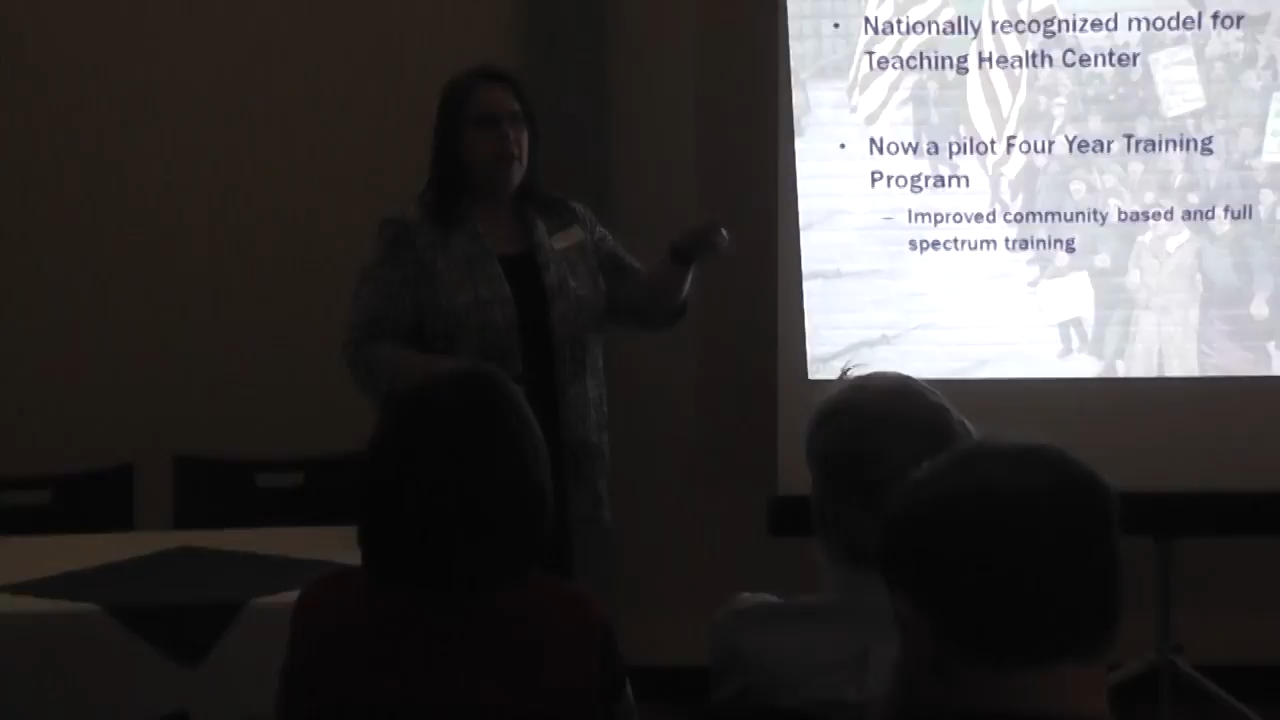 • Nationally recognized model for
Teaching Health Center
• Now a pilot Four Year Training
Program
– Improved community based and full
spectrum training